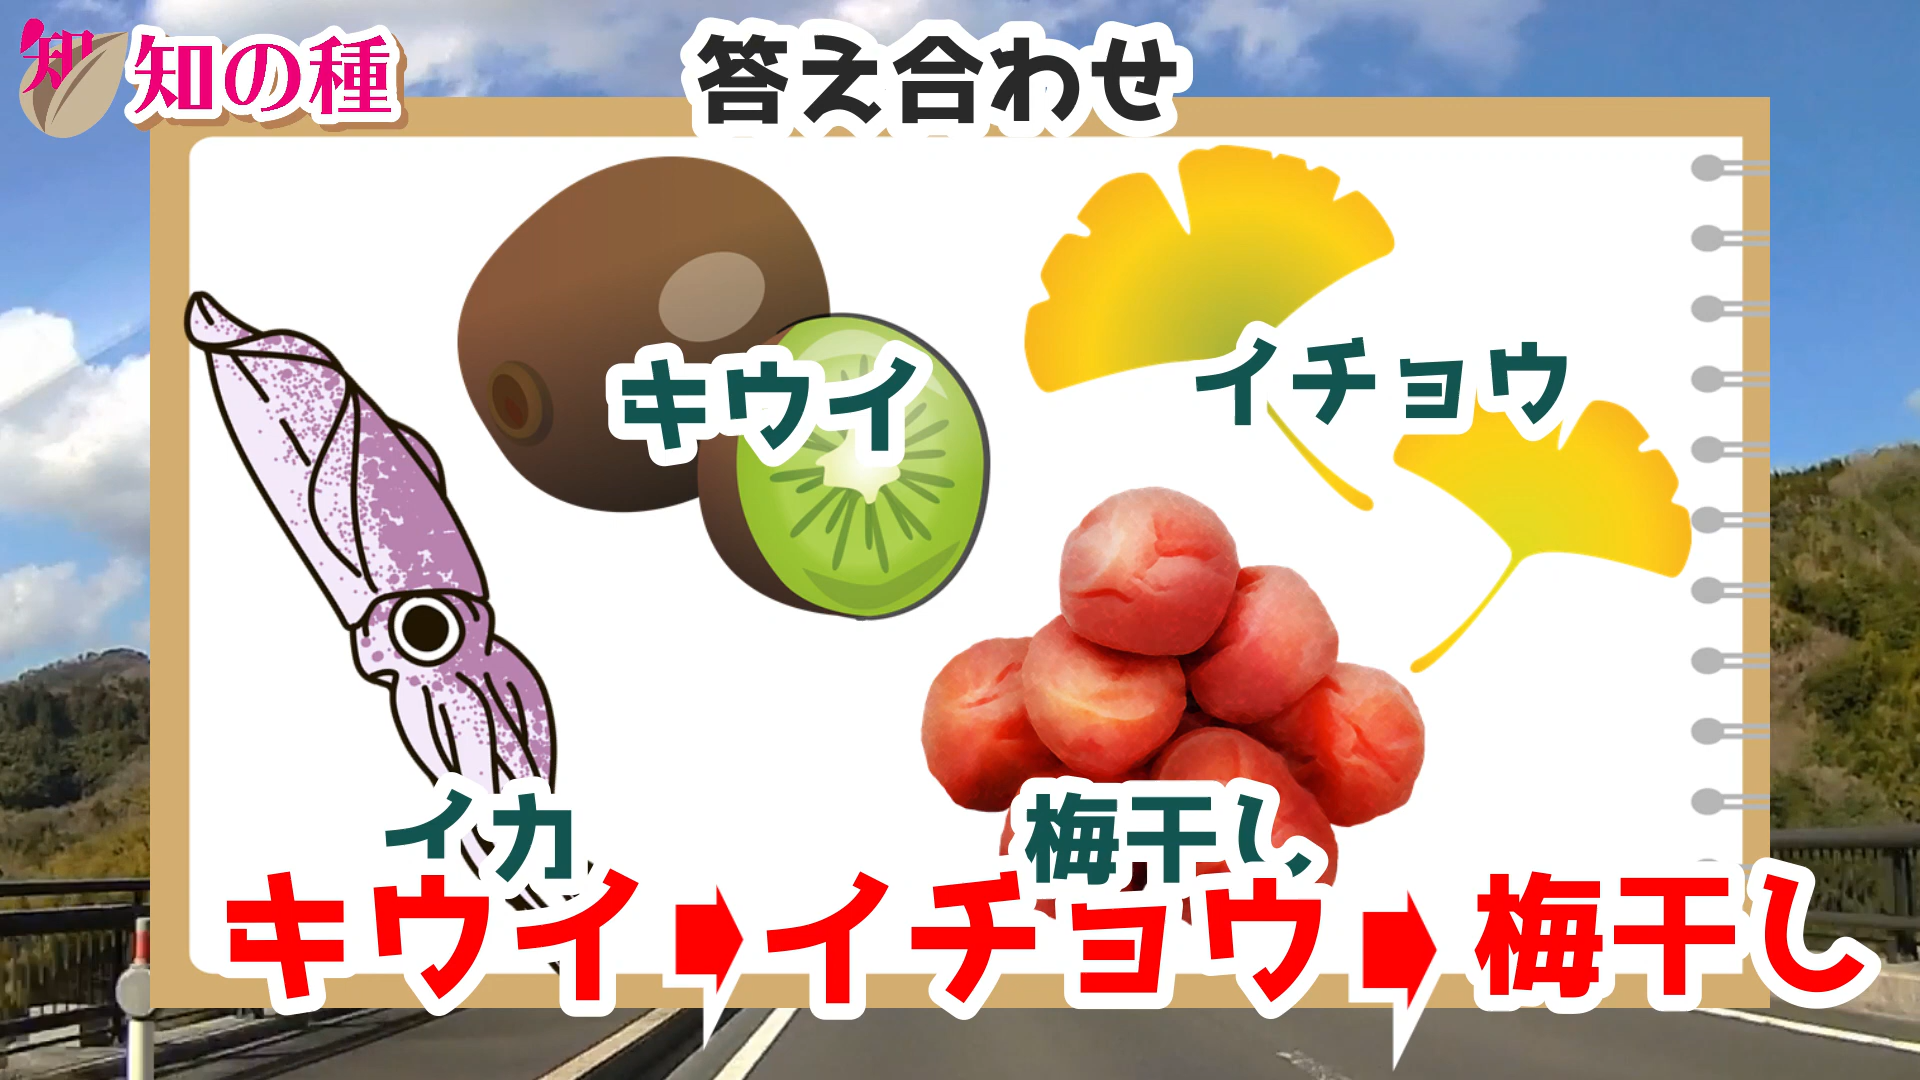 知 知の種
答え合わせ
キウイ
イチョウ
イカ
梅干し
キウイ➡イチョウ➡梅干し